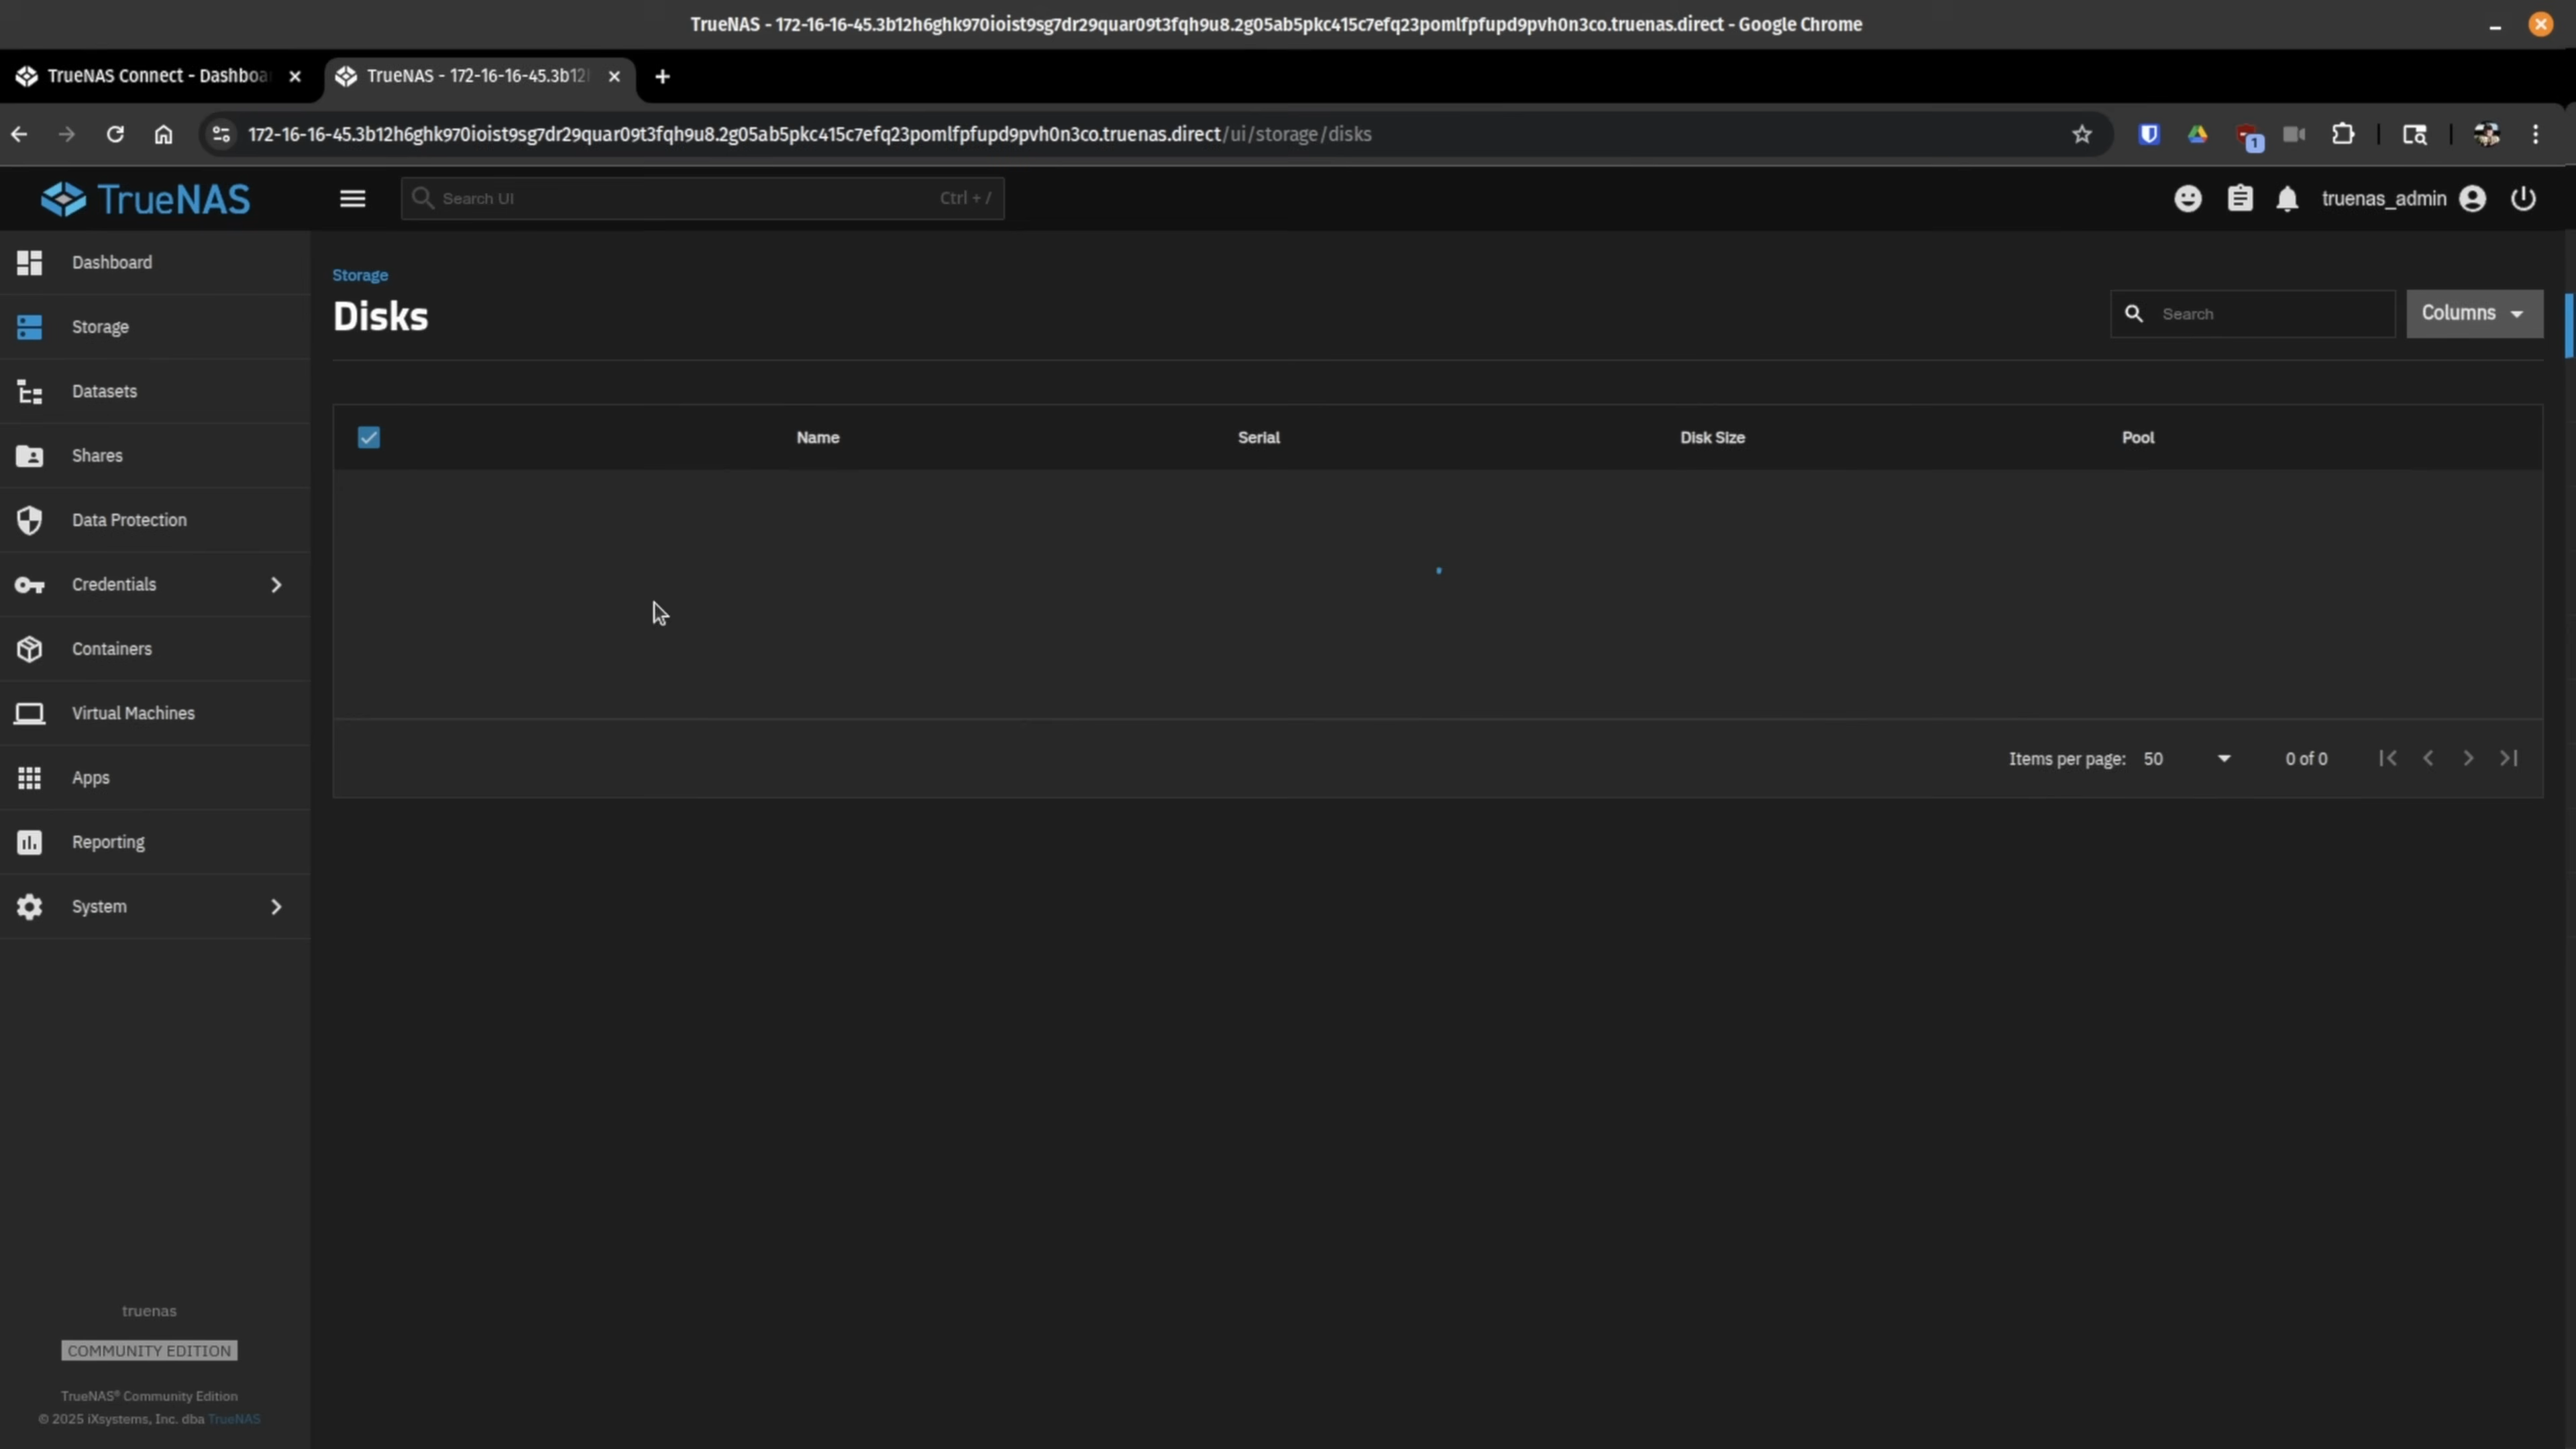 TrueNAS - 172-16-16-45.3b12h6ghk970ioist9sg7dr29quar09t3fqh9u8.2g05ab5pkc415c7efq23pomlfpfupd9pvh0n3co.truenas.direct - Google Chrome
TrueNAS Connect - Dashboa
TrueNAS - 172-16-16-45.3b12
172-16-16-45.3b12h6ghk970ioist9sg7dr29quar09t3fqh9u8.2g05ab5pkc415c7efq23pomlfpfupd9pvh0n3co.truenas.direct/ui/storage/disks
1
TrueNAS
Search UI
Ctrl + /
truenas_admin
Dashboard
Storage
Datasets
Shares
Data Protection
Credentials
Containers
Virtual Machines
Apps
Reporting
System
truenas
COMMUNITY EDITION
TrueNAS® Community Edition
© 2025 iXsystems, Inc. dba TrueNAS
Storage
Disks
Search
Columns
Name
Serial
Disk Size
Pool
Items per page: 50
0 of 0